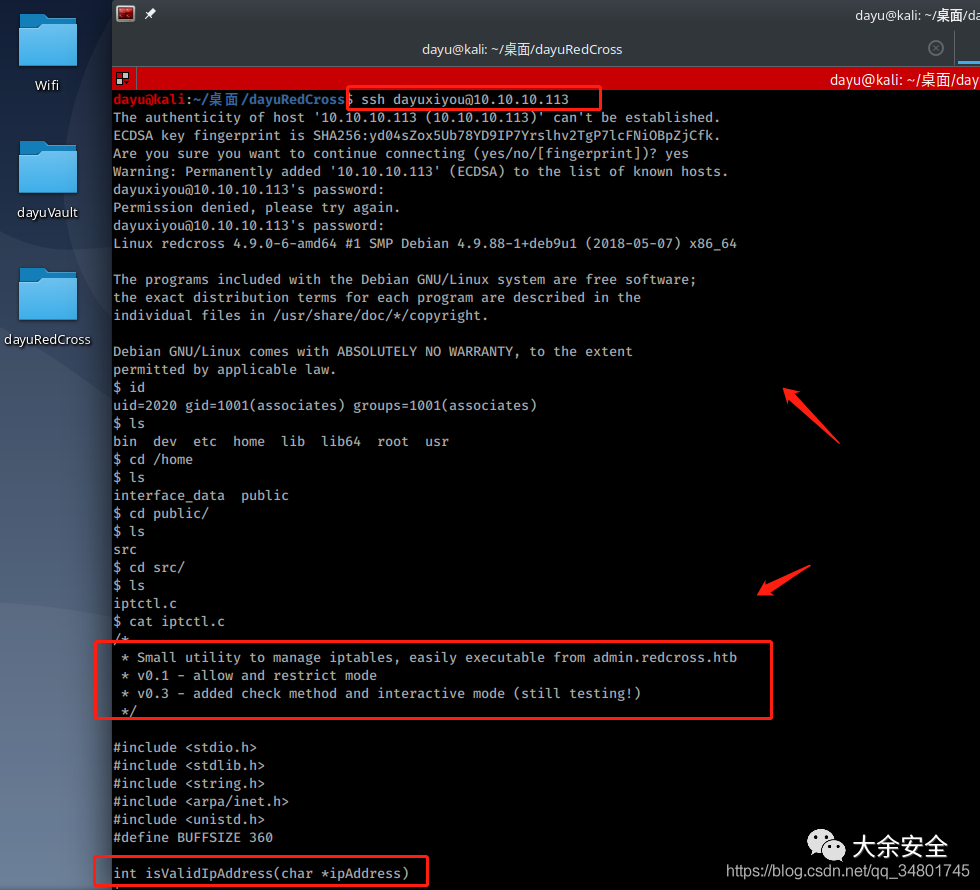 dayu@kali: ~/桌面/da
dayu@kali: ~/桌面/dayuRedCross
dayu@kali: ~/桌面/day
Wifi
dayuVault
dayuRedCross
dayu@kali:~/桌面/dayuRedCross$ ssh dayuxiyou@10.10.10.113
The authenticity of host '10.10.10.113 (10.10.10.113)' can't be established.
ECDSA key fingerprint is SHA256:yd04sZox5Ub78YD9IP7Yrslhv2TgP7lcFNiOBpZjCfk.
Are you sure you want to continue connecting (yes/no/[fingerprint])? yes
Warning: Permanently added '10.10.10.113' (ECDSA) to the list of known hosts.
dayuxiyou@10.10.10.113's password:
Permission denied, please try again.
dayuxiyou@10.10.10.113's password:
Linux redcross 4.9.0-6-amd64 #1 SMP Debian 4.9.88-1+deb9u1 (2018-05-07) x86_64
The programs included with the Debian GNU/Linux system are free software;
the exact distribution terms for each program are described in the
individual files in /usr/share/doc/*/copyright.
Debian GNU/Linux comes with ABSOLUTELY NO WARRANTY, to the extent
permitted by applicable law.
$ id
uid=2020 gid=1001(associates) groups=1001(associates)
$ ls
bin  dev  etc  home  lib  lib64  root  usr
$ cd /home
$ ls
interface_data  public
$ cd public/
$ ls
src
$ cd src/
$ ls
iptctl.c
$ cat iptctl.c
/*
 * Small utility to manage iptables, easily executable from admin.redcross.htb
 * v0.1 - allow and restrict mode
 * v0.3 - added check method and interactive mode (still testing!)
 */
#include <stdio.h>
#include <stdlib.h>
#include <string.h>
#include <arpa/inet.h>
#include <unistd.h>
#define BUFFSIZE 360
int isValidIpAddress(char *ipAddress)
大余安全
https://blog.csdn.net/qq_34801745